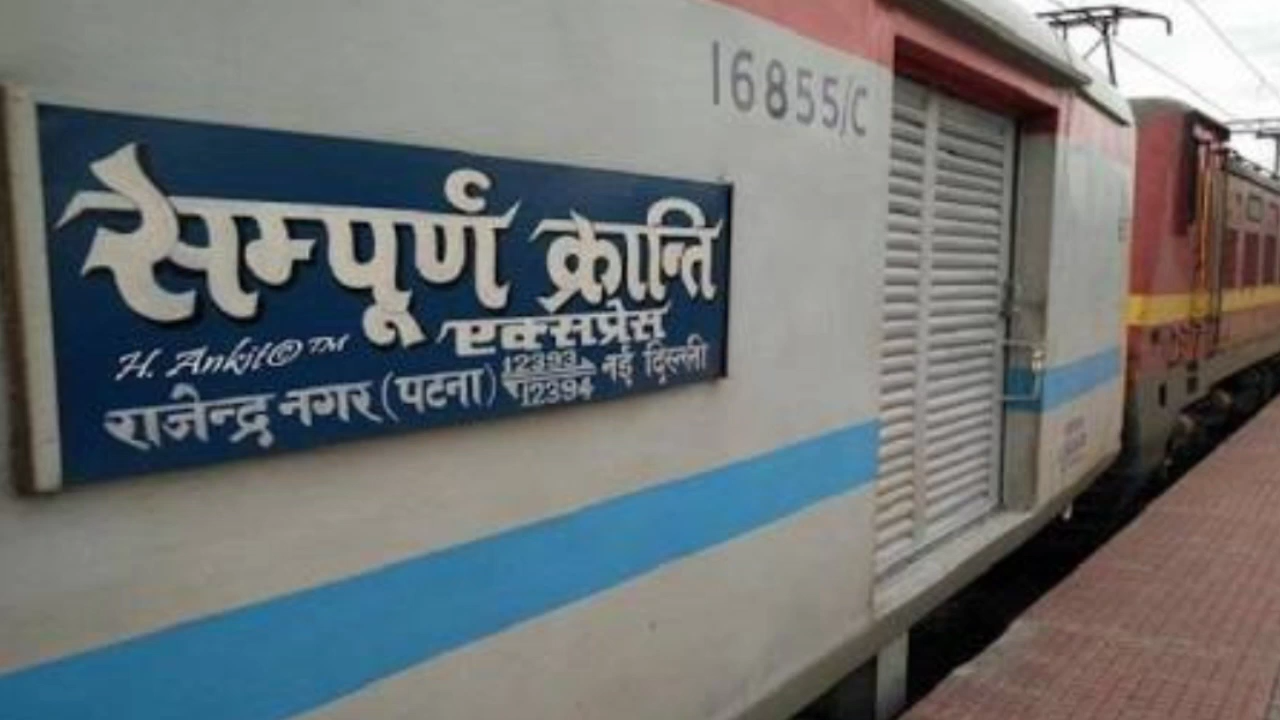 16855/C
सम्पूर्ण क्रान्ति
एक्सप्रेस
H. Ankit©™
राजेन्द्र नगर (पटना) 12393 12394 नई दिल्ली